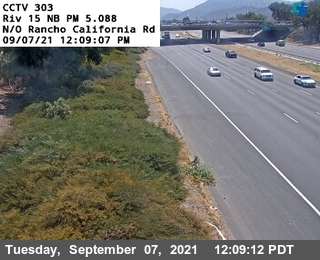 CCTV 303
Riv 15 NB PM 5.088
N/O Rancho California Rd
09/07/21 12:09:07 PM
Tuesday, September 07, 2021 12:09:12 PDT